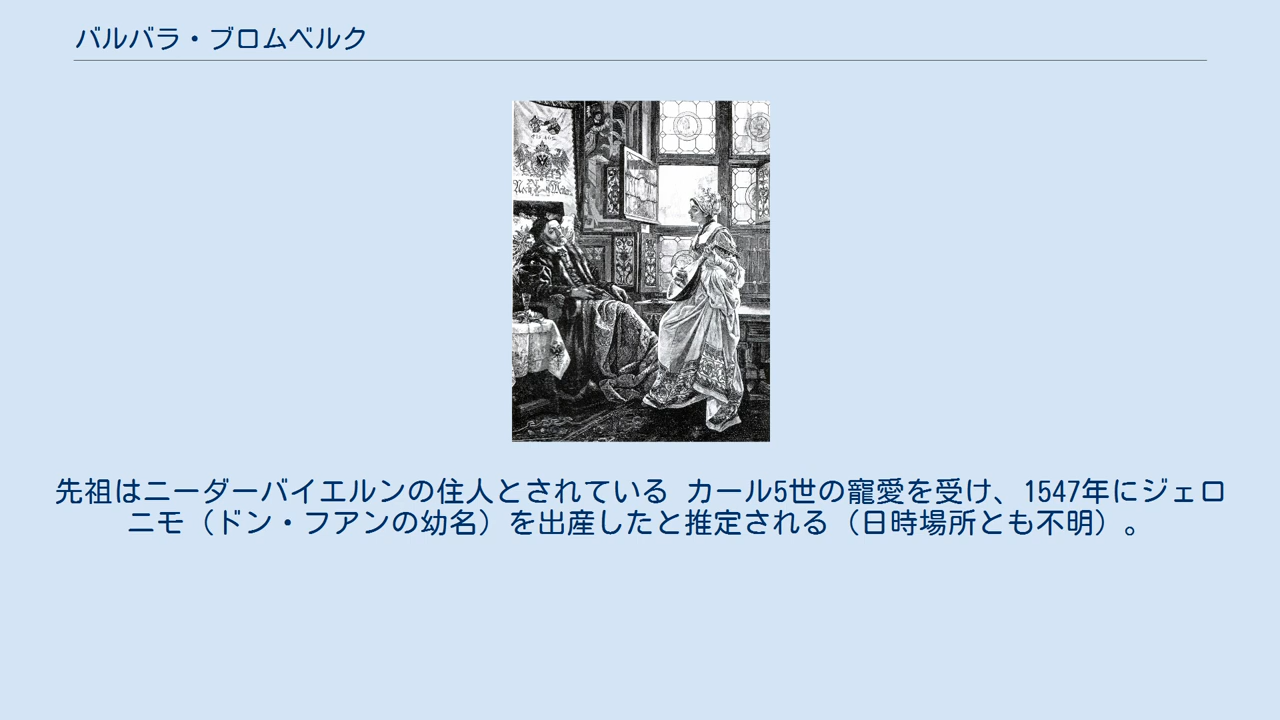 バルバラ・ブロムベルク
先祖はニーダーバイエルンの住人とされている カール5世の寵愛を受け、1547年にジェロ
ニモ（ドン・フアンの幼名）を出産したと推定される（日時場所とも不明）。